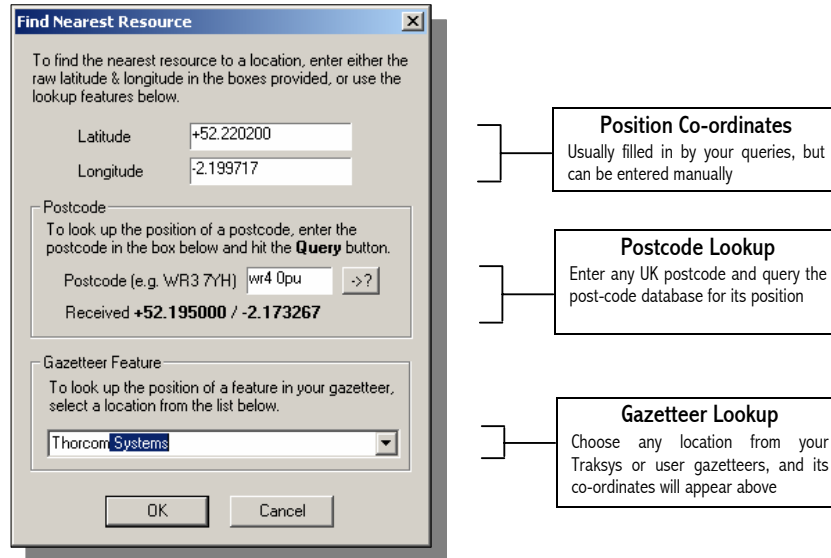 Find Nearest Resource
To find the nearest resource to a location, enter either the
raw latitude & longitude in the boxes provided, or use the
lookup features below.
Latitude +52.220200
Longitude -2.199717
Postcode
To look up the position of a postcode, enter the
postcode in the box below and hit the Query button.
Postcode (e.g. WR3 7YH) wr4 0pu ->?
Received +52.195000 / -2.173267
Gazetteer Feature
To look up the position of a feature in your gazetteer,
select a location from the list below.
Thorcom Systems
OK Cancel
Position Co-ordinates
Usually filled in by your queries, but
can be entered manually
Postcode Lookup
Enter any UK postcode and query the
post-code database for its position
Gazetteer Lookup
Choose any location from your
Traksys or user gazetteers, and its
co-ordinates will appear above